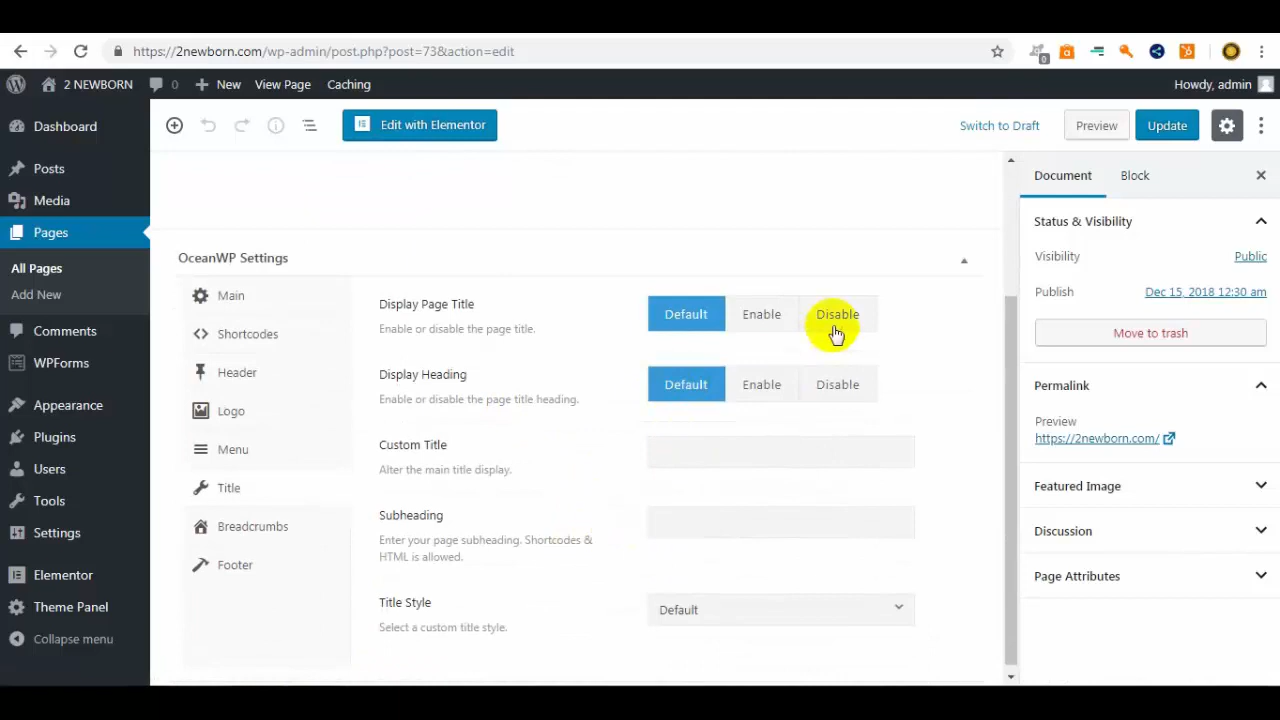 https://2newborn.com/wp-admin/post.php?post=73&action=edit
0
2 NEWBORN
0
New
View Page
Caching
Howdy, admin
Dashboard
Posts
Media
Pages
All Pages
Add New
Comments
WPForms
Appearance
Plugins
Users
Tools
Settings
Elementor
Theme Panel
Collapse menu
Edit with Elementor
Switch to Draft
Preview
Update
OceanWP Settings
Main
Shortcodes
Header
Logo
Menu
Title
Breadcrumbs
Footer
Display Page Title
Enable or disable the page title.
Default
Enable
Disable
Display Heading
Enable or disable the page title heading.
Default
Enable
Disable
Custom Title
Alter the main title display.
Subheading
Enter your page subheading. Shortcodes &
HTML is allowed.
Title Style
Select a custom title style.
Default
Document
Block
Status & Visibility
Visibility
Public
Publish
Dec 15, 2018 12:30 am
Move to trash
Permalink
Preview
https://2newborn.com/
Featured Image
Discussion
Page Attributes